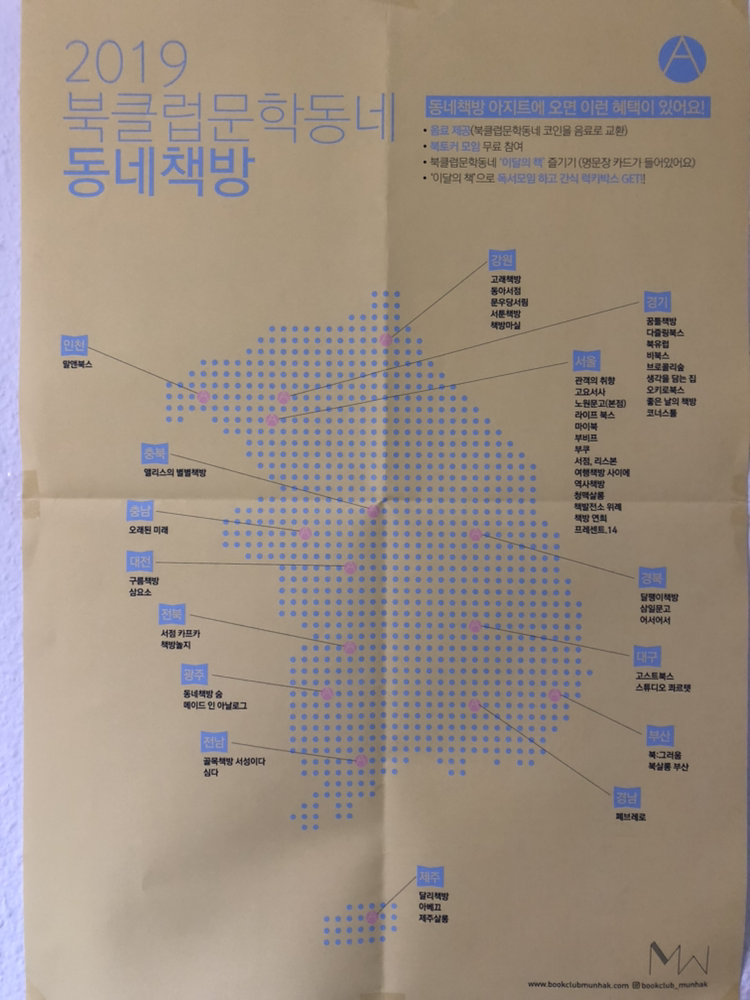 2019
북클럽문학동네
동네책방
A
동네책방 아지트에 오면 이런 혜택이 있어요!
• 음료 제공(북클럽문학동네 코인을 음료로 교환)
• 북토커 모임 무료 참여
• 북클럽문학동네 '이달의 책' 즐기기 (명문장 카드가 들어있어요)
• '이달의 책'으로 독서모임 하고 간식 럭키박스 GET!!
강원
고래책방
동아서점
문우당서림
서툰책방
책방마실
경기
꿈틀책방
다즐링북스
북유럽
비북스
브로콜리숲
생각을 담는 집
오키로북스
좋은 날의 책방
코너스툴
인천
말앤북스
서울
관객의 취향
고요서사
노원문고(본점)
라이프 북스
마이북
부비프
부쿠
서점, 리스본
여행책방 사이에
역사책방
청맥살롱
책발전소 위례
책방 연희
프레센트.14
충북
앨리스의 별별책방
충남
오래된 미래
대전
구름책방
삼요소
경북
달팽이책방
삼일문고
어서어서
전북
서점 카프카
책방놀지
대구
고스트북스
스튜디오 콰르텟
광주
동네책방 숨
메이드 인 아날로그
부산
북:그러움
북살롱 부산
전남
골목책방 서성이다
심다
경남
페브레로
제주
달리책방
아베끄
제주살롱
MW
www.bookclubmunhak.com bookclub_munhak